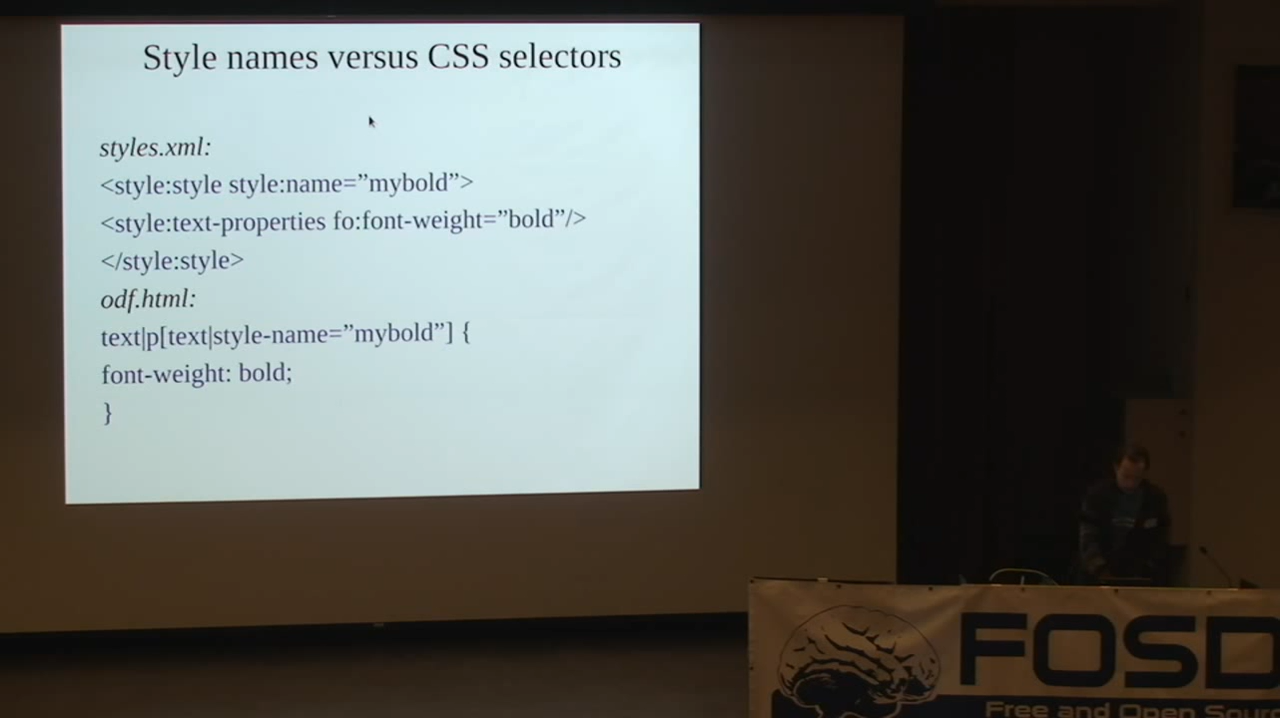 Style names versus CSS selectors
styles.xml:
<style:style style:name=”mybold”>
<style:text-properties fo:font-weight=”bold”/>
</style:style>
odf.html:
text|p[text|style-name=”mybold”] {
font-weight: bold;
}
FOSD
Free and Open Sour